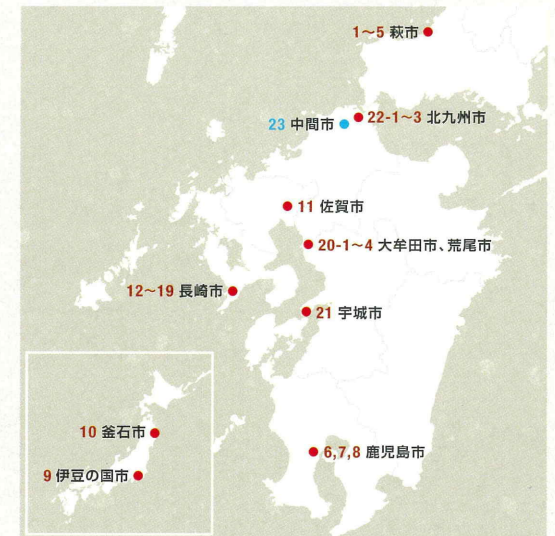 1～5 萩市
22-1～3 北九州市
23 中間市
11 佐賀市
20-1～4 大牟田市、荒尾市
12～19 長崎市
21 宇城市
10 釜石市
6,7,8 鹿児島市
9 伊豆の国市